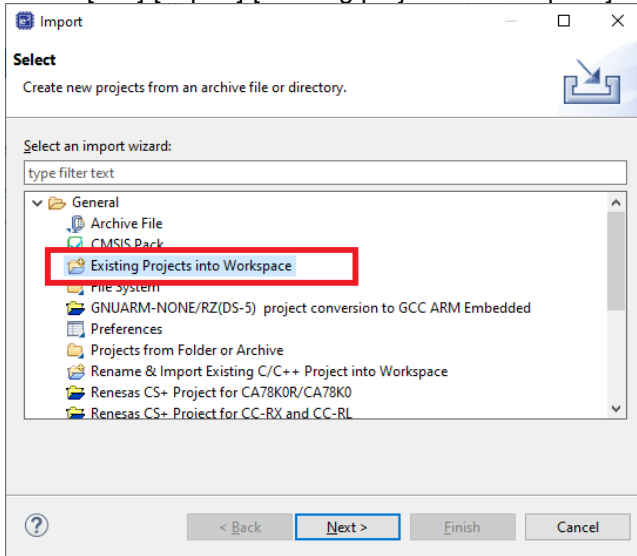 Import
Select
Create new projects from an archive file or directory.
Select an import wizard:
type filter text
General
Archive File
CMSIS Pack
Existing Projects into Workspace
File System
GNUARM-NONE/RZ(DS-5) project conversion to GCC ARM Embedded
Preferences
Projects from Folder or Archive
Rename & Import Existing C/C++ Project into Workspace
Renesas CS+ Project for CA78K0R/CA78K0
Renesas CS+ Project for CC-RX and CC-RL
< Back Next > Finish Cancel